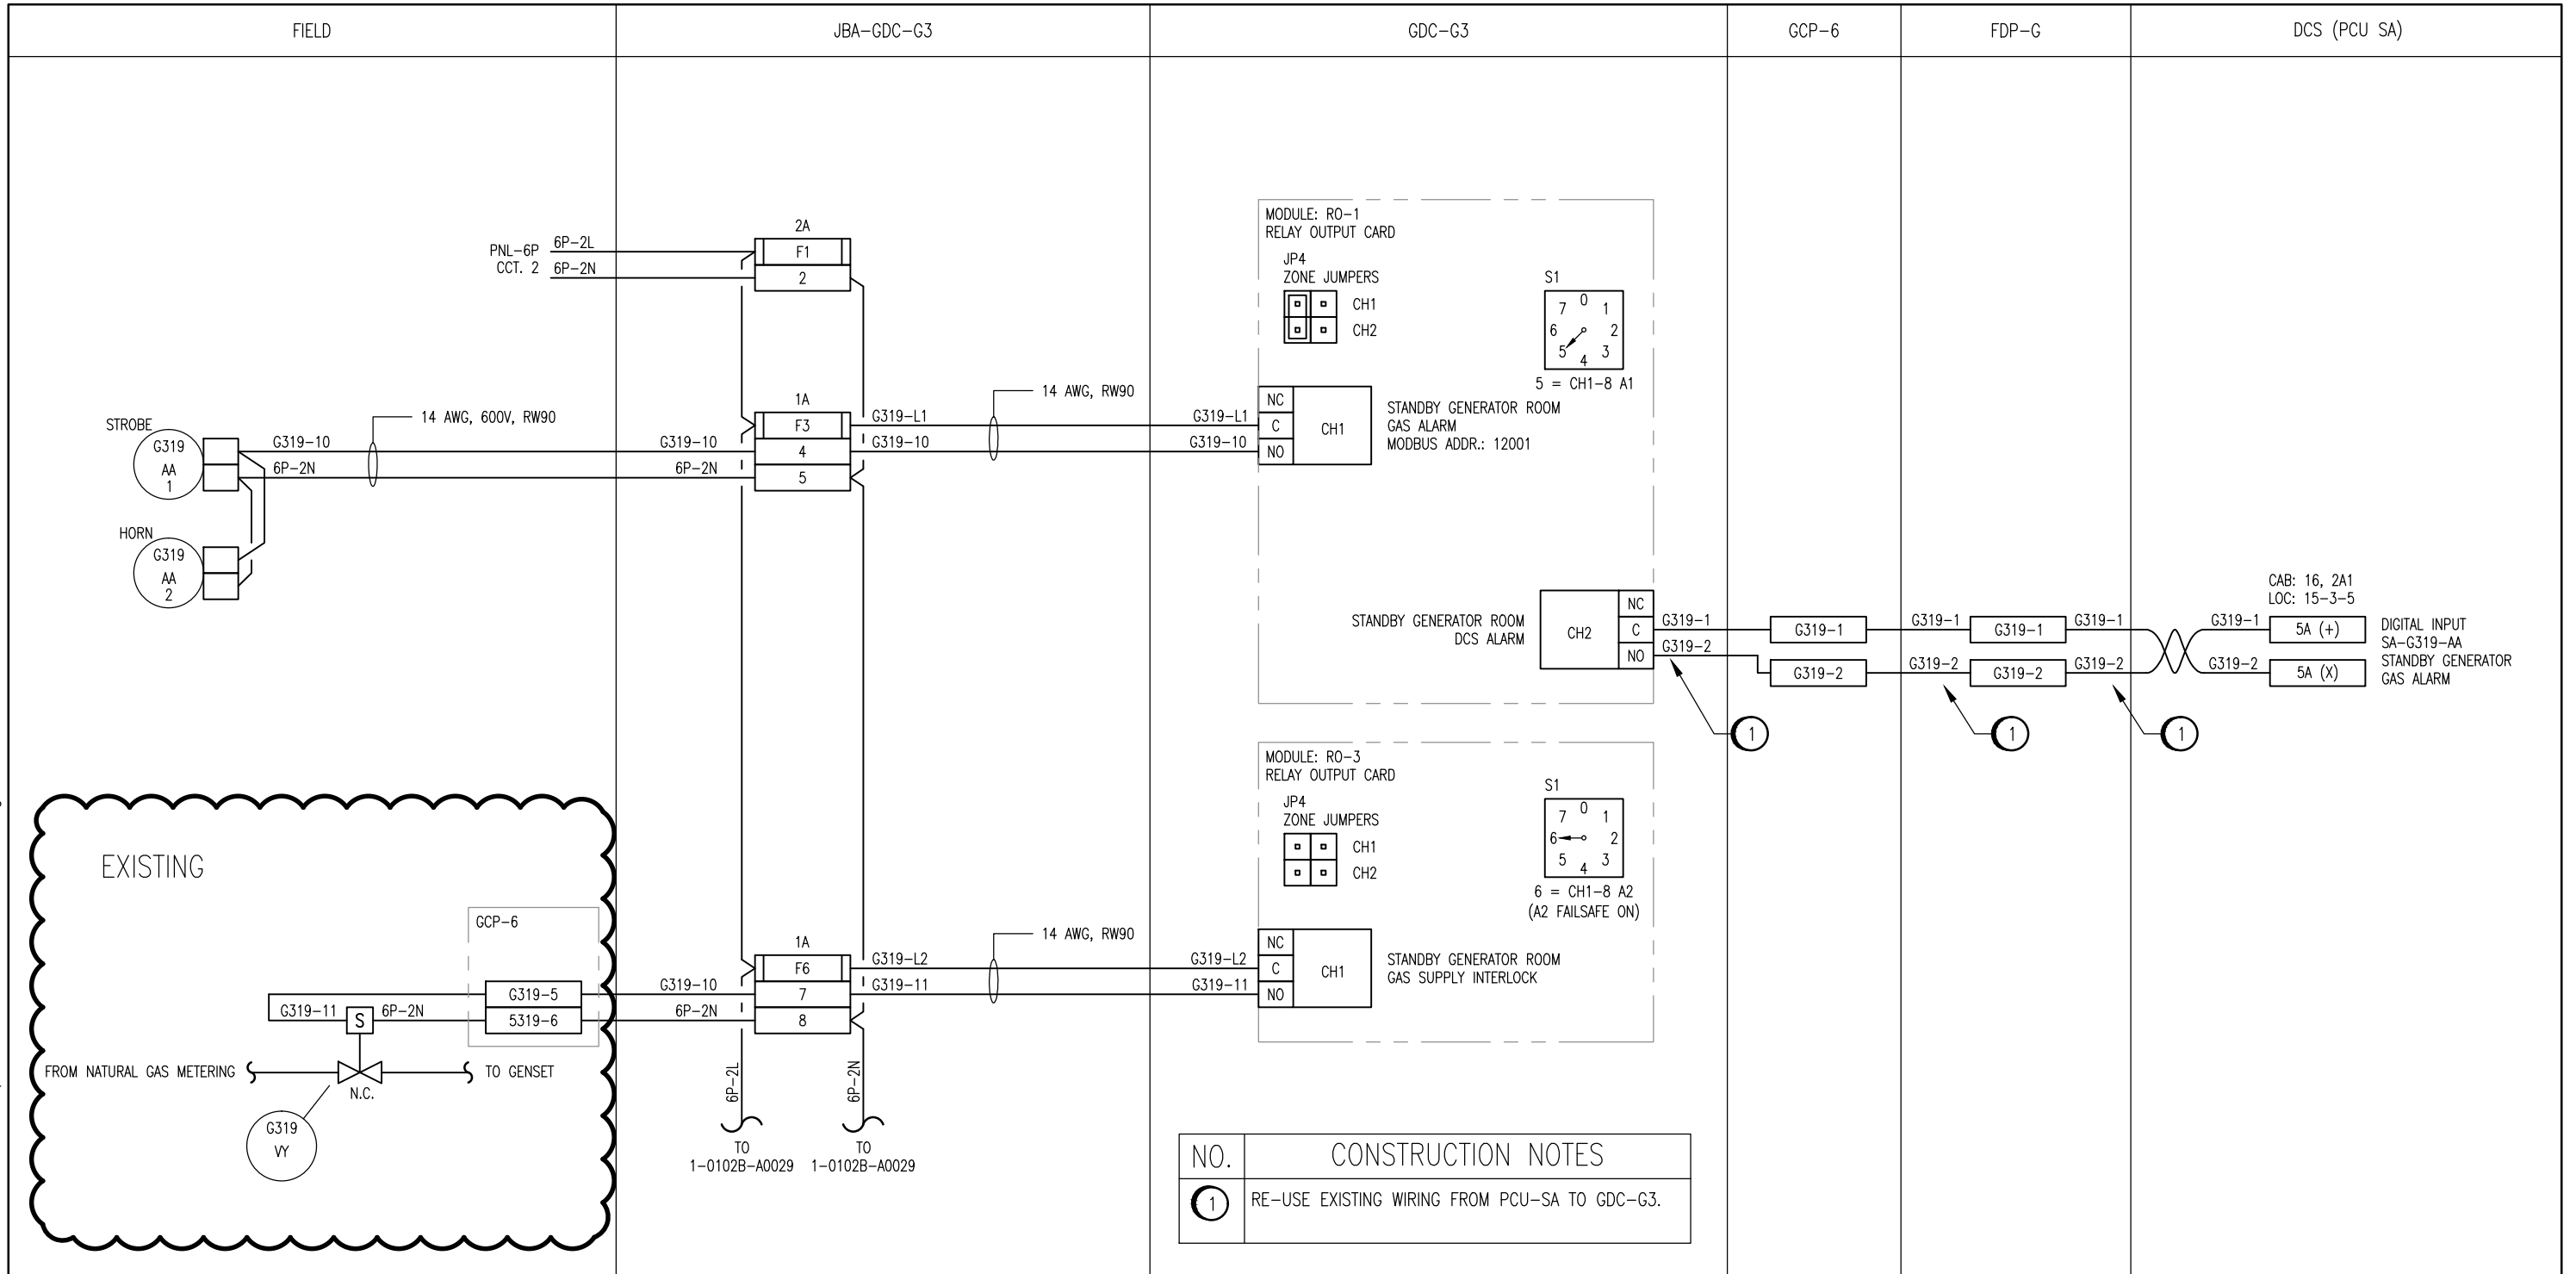 FIELD
JBA-GDC-G3
GDC-G3
GCP-6
FDP-G
DCS (PCU SA)
PNL-6P
CCT. 2
6P-2L
6P-2N
2A
F1
2
STROBE
G319
AA
1
HORN
G319
AA
2
G319-10
6P-2N
14 AWG, 600V, RW90
G319-10
6P-2N
1A
F3
4
5
G319-L1
G319-10
14 AWG, RW90
G319-L1
G319-10
MODULE: RO-1
RELAY OUTPUT CARD
JP4
ZONE JUMPERS
CH1
CH2
S1
0
1
2
3
4
5
6
7
5 = CH1-8 A1
NC
C
NO
CH1
STANDBY GENERATOR ROOM
GAS ALARM
MODBUS ADDR.: 12001
STANDBY GENERATOR ROOM
DCS ALARM
CH2
NC
C
NO
G319-1
G319-2
G319-1
G319-2
G319-1
G319-2
G319-1
G319-2
G319-1
G319-2
G319-1
G319-2
CAB: 16, 2A1
LOC: 15-3-5
5A (+)
5A (X)
DIGITAL INPUT
SA-G319-AA
STANDBY GENERATOR
GAS ALARM
1
1
1
MODULE: RO-3
RELAY OUTPUT CARD
JP4
ZONE JUMPERS
CH1
CH2
S1
0
1
2
3
4
5
6
7
6 = CH1-8 A2
(A2 FAILSAFE ON)
NC
C
NO
CH1
STANDBY GENERATOR ROOM
GAS SUPPLY INTERLOCK
EXISTING
GCP-6
G319-5
5319-6
G319-11
S
6P-2N
FROM NATURAL GAS METERING
TO GENSET
N.C.
G319
VY
G319-10
6P-2N
1A
F6
7
8
G319-L2
G319-11
14 AWG, RW90
G319-L2
G319-11
6P-2L
6P-2N
TO
1-0102B-A0029
TO
1-0102B-A0029
NO.
CONSTRUCTION NOTES
1
RE-USE EXISTING WIRING FROM PCU-SA TO GDC-G3.